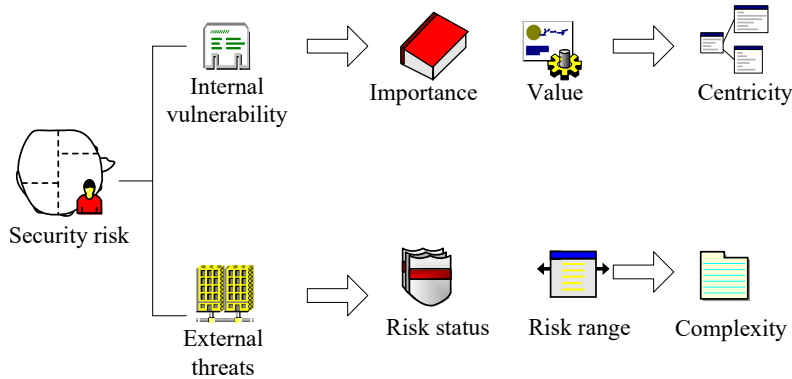 Internal
vulnerability
Importance
Value
Centricity
Security risk
External
threats
Risk status
Risk range
Complexity